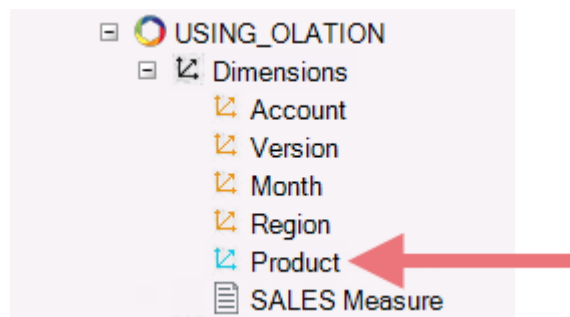 USING_OLATION
Dimensions
Account
Version
Month
Region
Product
SALES Measure